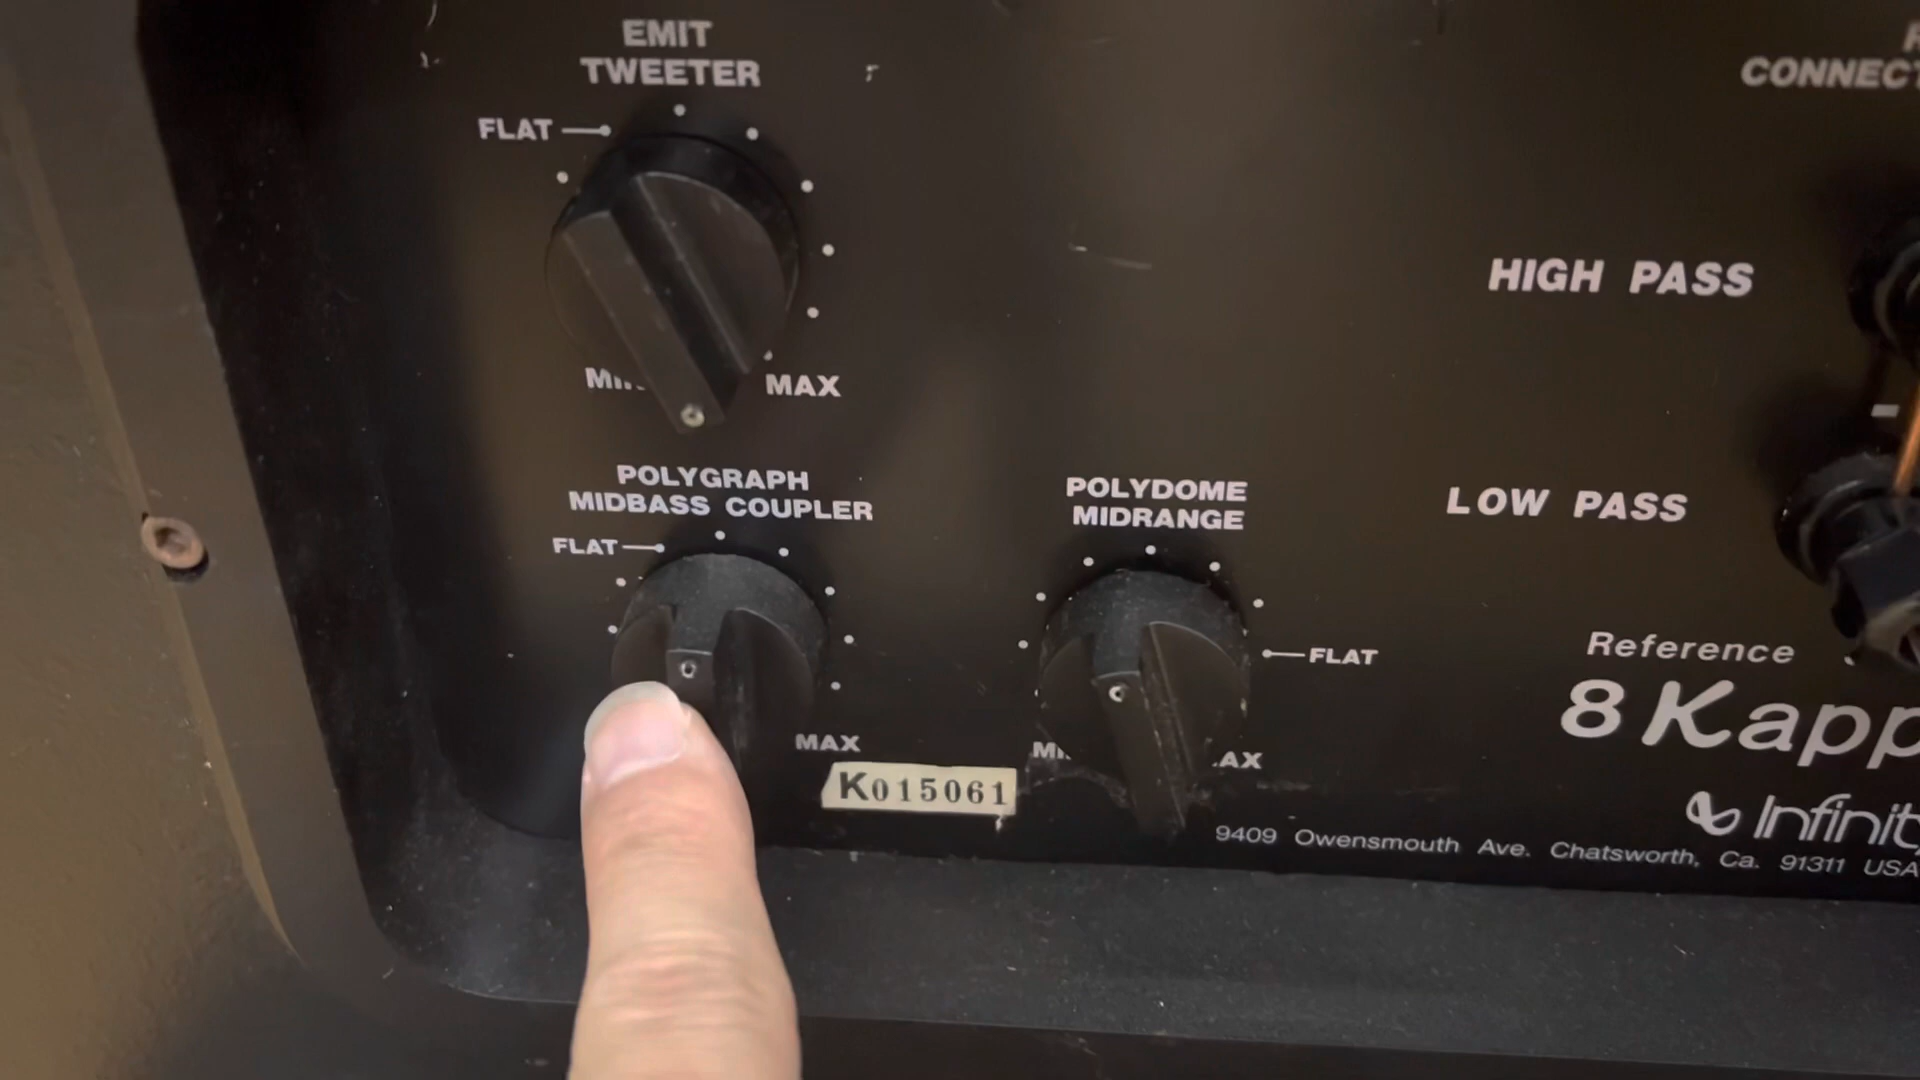 EMIT
TWEETER
FLAT
MAX
CONNECT
HIGH PASS
POLYGRAPH
MIDBASS COUPLER
FLAT
MAX
POLYDOME
MIDRANGE
FLAT
LOW PASS
K015061
Reference
8 Kapp
Infinity
9409 Owensmouth Ave. Chatsworth, Ca. 91311 USA